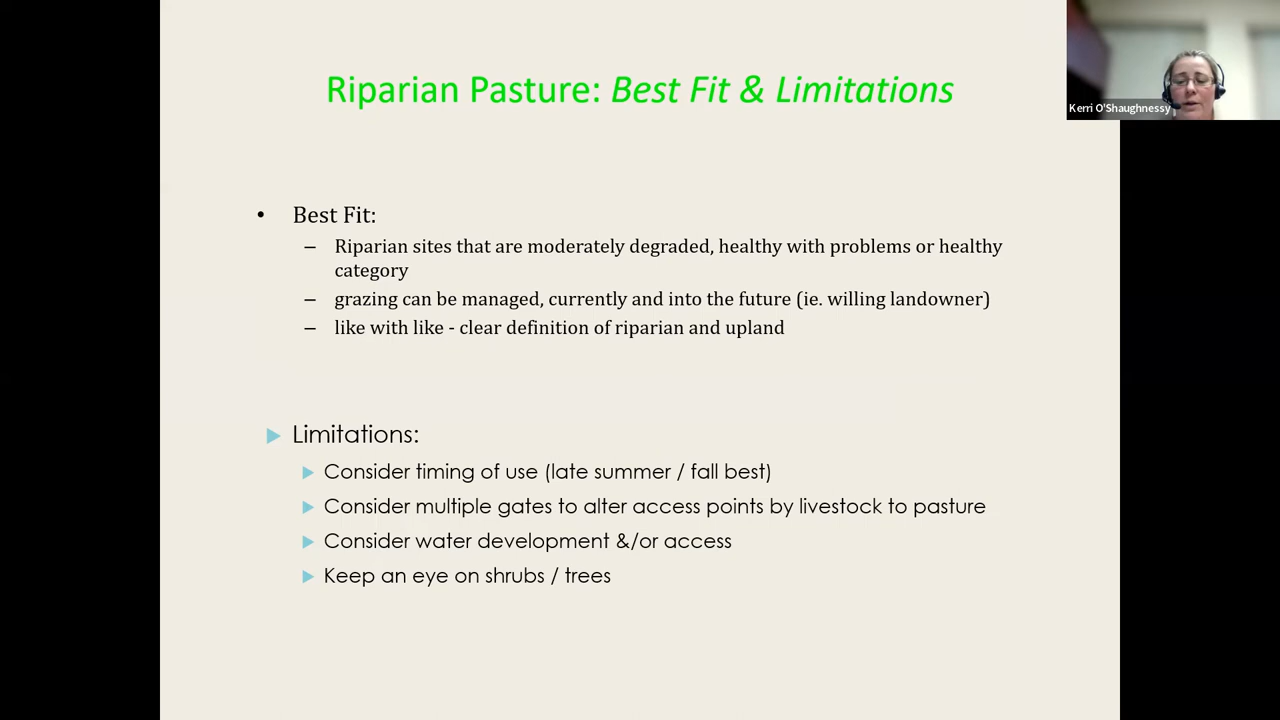 Riparian Pasture: Best Fit & Limitations
Kerri O'Shaughnessy
• Best Fit:
– Riparian sites that are moderately degraded, healthy with problems or healthy
category
– grazing can be managed, currently and into the future (ie. willing landowner)
– like with like - clear definition of riparian and upland
Limitations:
Consider timing of use (late summer / fall best)
Consider multiple gates to alter access points by livestock to pasture
Consider water development &/or access
Keep an eye on shrubs / trees